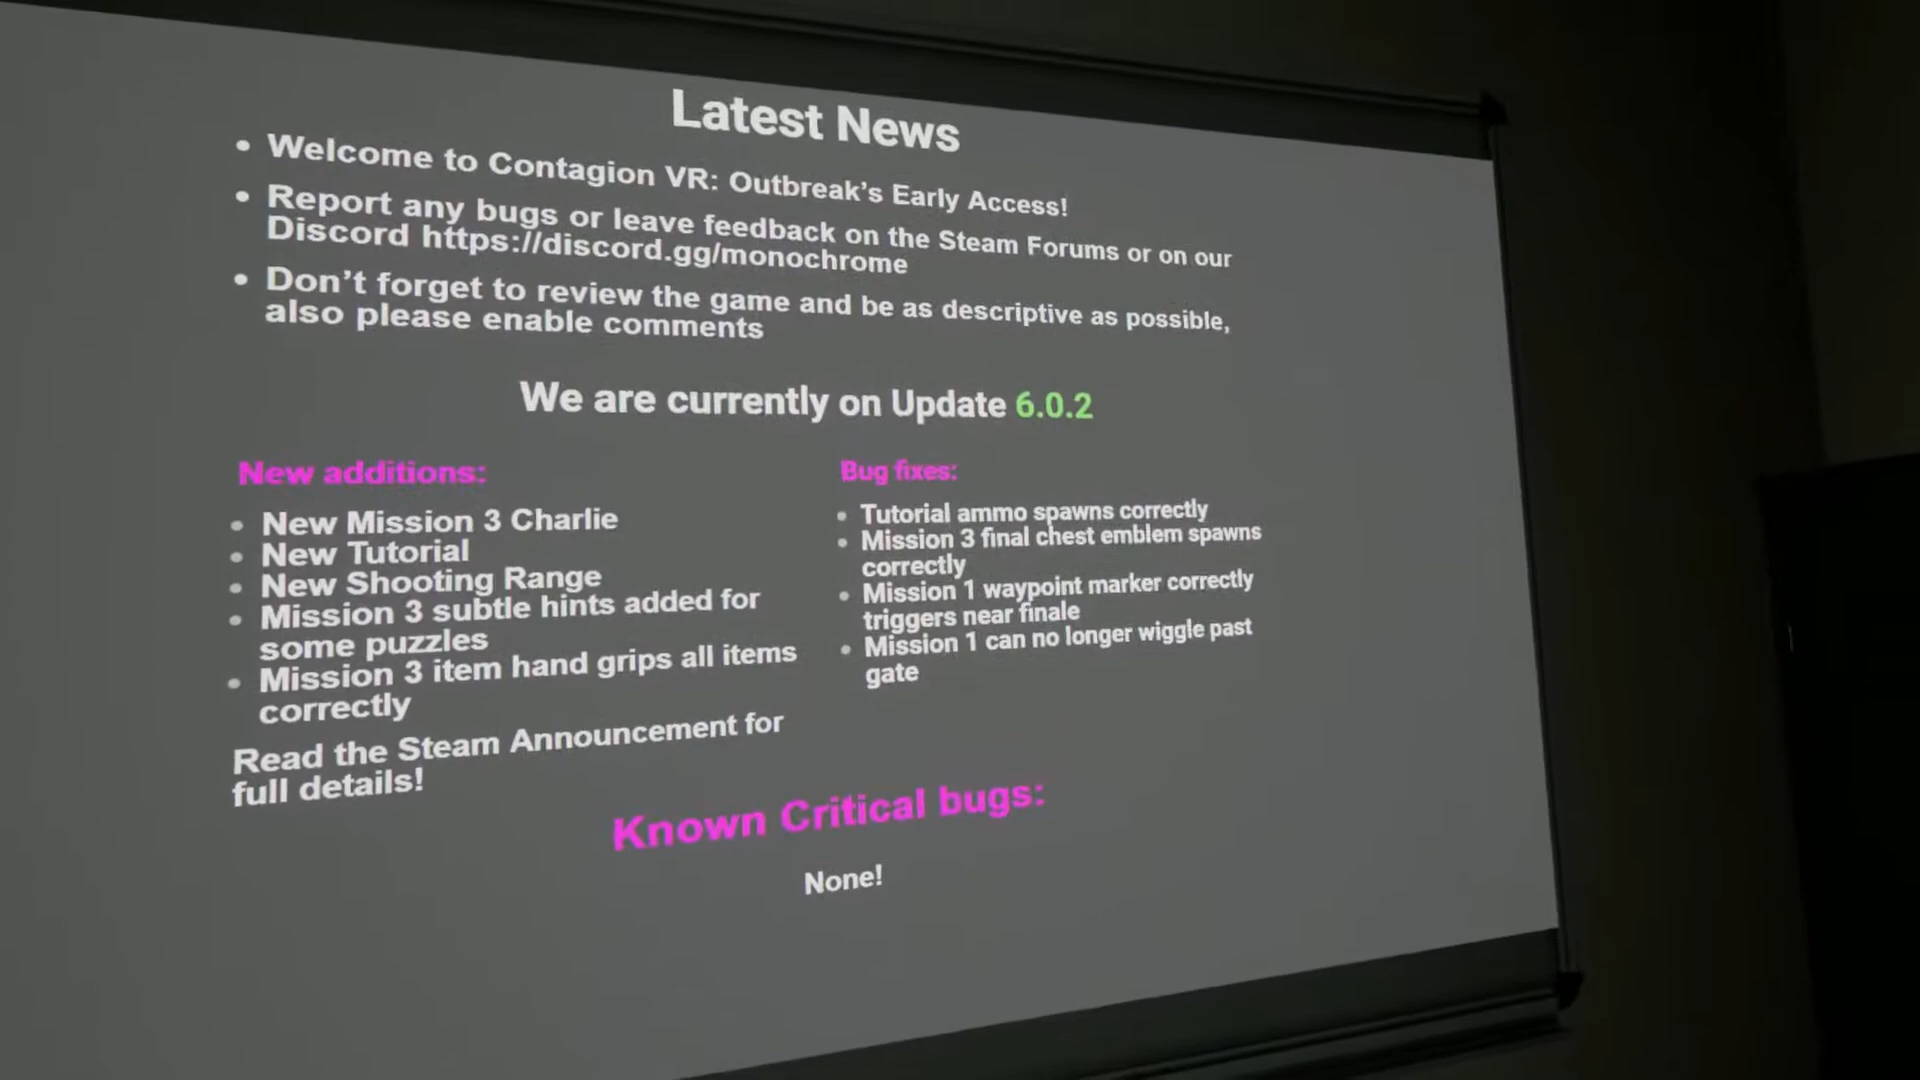 Latest News
• Welcome to Contagion VR: Outbreak's Early Access!
• Report any bugs or leave feedback on the Steam Forums or on our
Discord https://discord.gg/monochrome
• Don't forget to review the game and be as descriptive as possible,
also please enable comments
We are currently on Update 6.0.2
New additions:
• New Mission 3 Charlie
• New Tutorial
• New Shooting Range
• Mission 3 subtle hints added for
some puzzles
• Mission 3 item hand grips all items
correctly
Read the Steam Announcement for
full details!
Bug fixes:
• Tutorial ammo spawns correctly
• Mission 3 final chest emblem spawns
correctly
• Mission 1 waypoint marker correctly
triggers near finale
• Mission 1 can no longer wiggle past
gate
Known Critical bugs:
None!